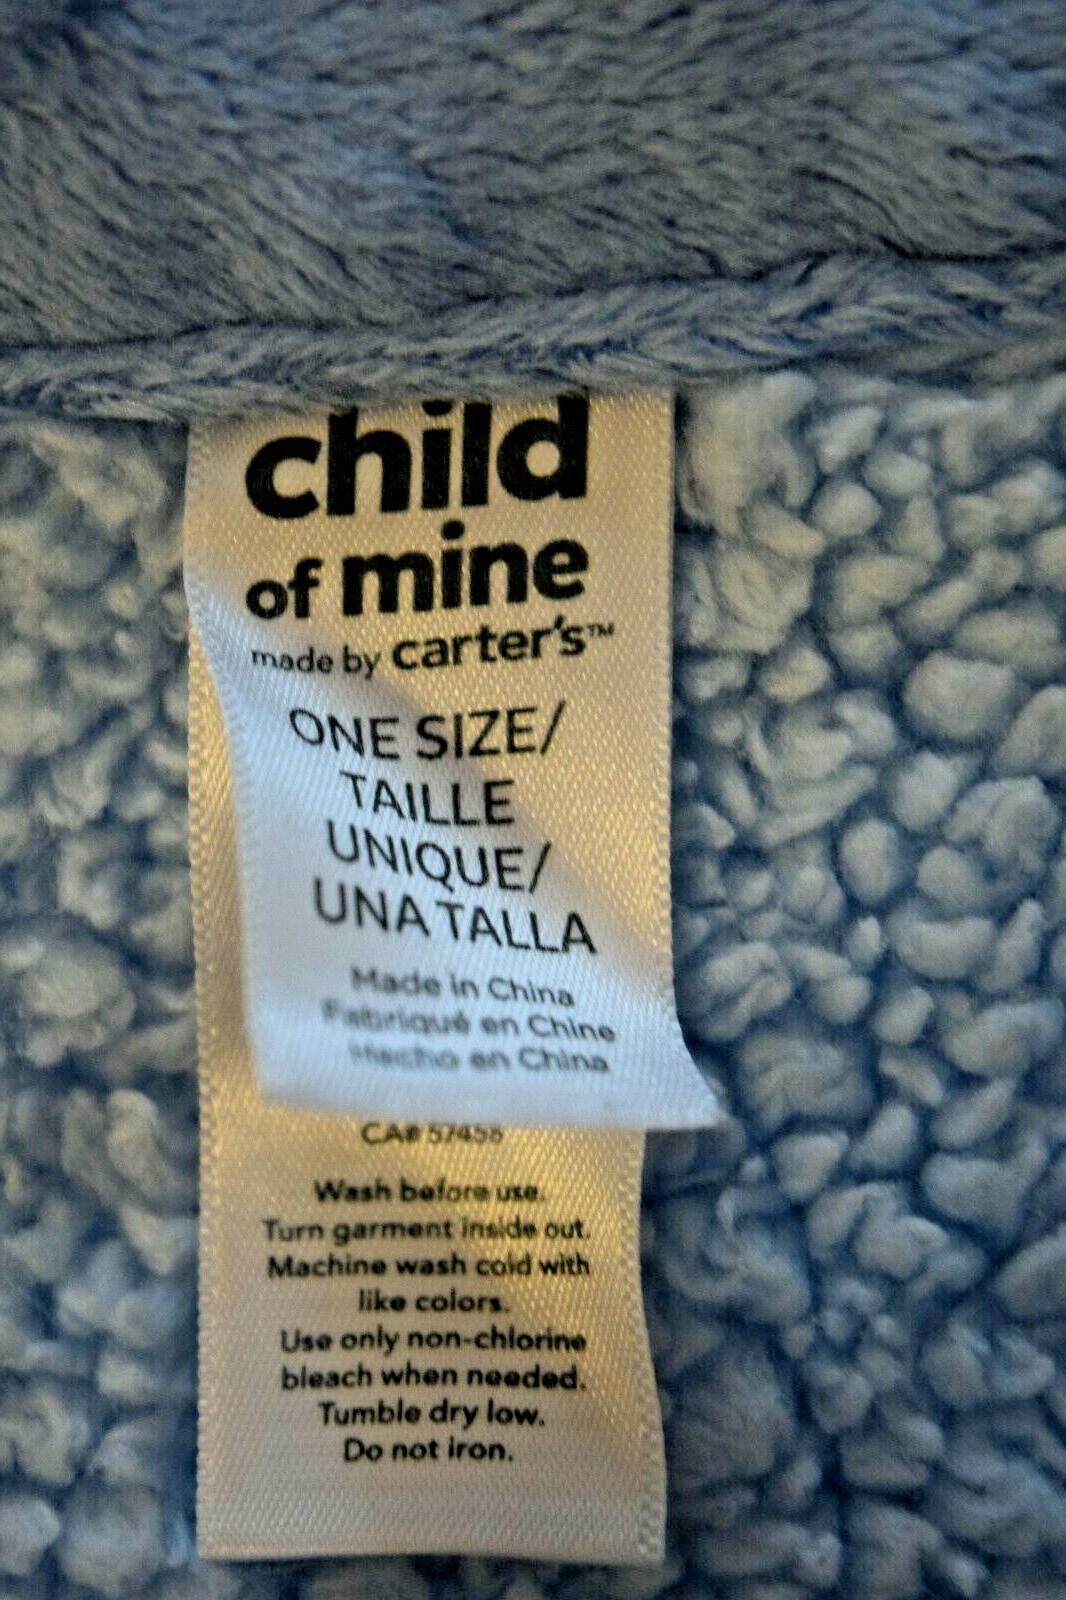 child
of mine
made by carter's™
ONE SIZE/
TAILLE
UNIQUE/
UNA TALLA
Made in China
Fabriqué en Chine
Hecho en China
CA# 57458
Wash before use.
Turn garment inside out.
Machine wash cold with
like colors.
Use only non-chlorine
bleach when needed.
Tumble dry low.
Do not iron.